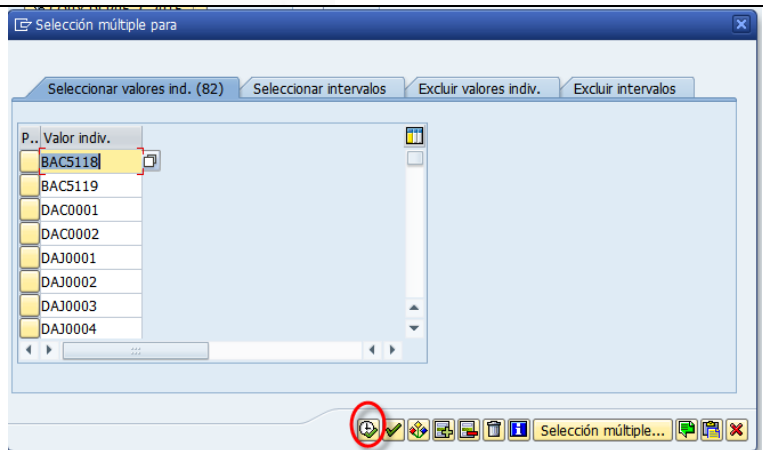 Selección múltiple para
Seleccionar valores ind. (82) Seleccionar intervalos Excluir valores indiv. Excluir intervalos
P.. Valor indiv.
BAC5118
BAC5119
DAC0001
DAC0002
DAJ0001
DAJ0002
DAJ0003
DAJ0004
Selección múltiple...